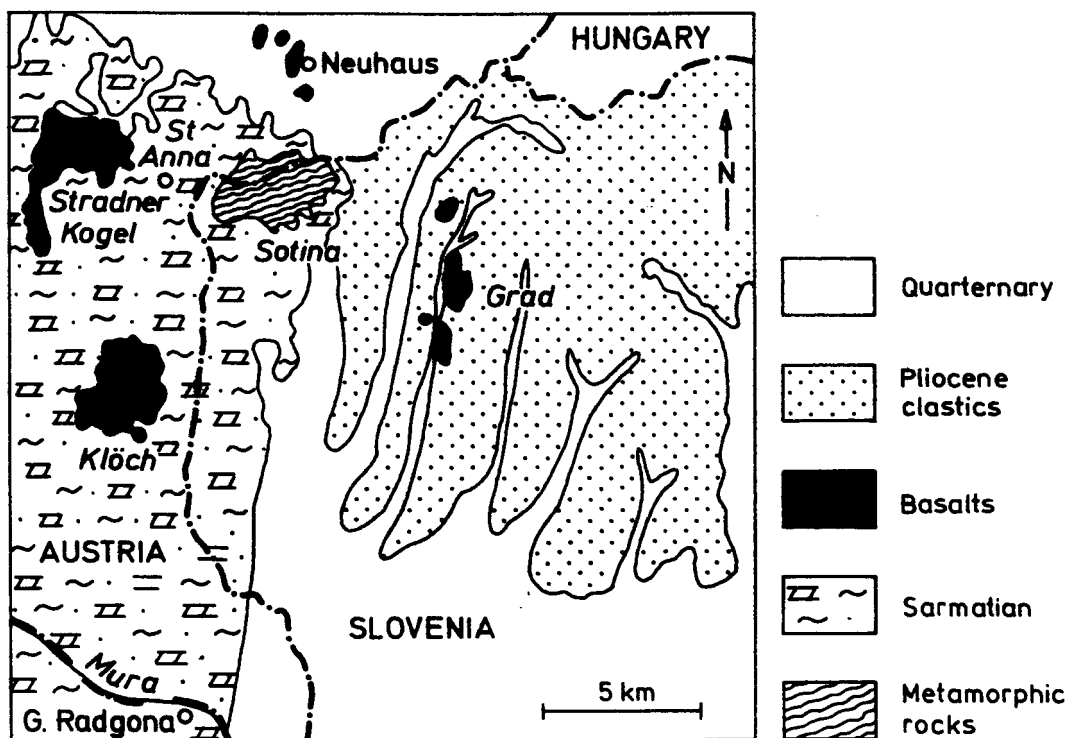 HUNGARY
Neuhaus
St
Anna
Stradner
Kogel
N
Sotina
Grad
Klöch
AUSTRIA
SLOVENIA
Mura
G. Radgona
5 km
Quarternary
Pliocene
clastics
Basalts
Sarmatian
Metamorphic
rocks